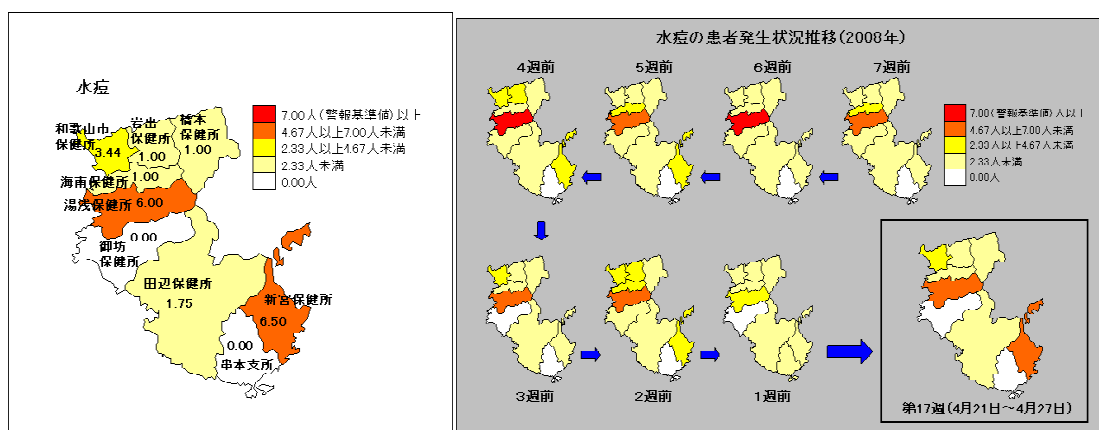 水痘
和歌山市
保健所
3.44
岩出
保健所
1.00
橋本
保健所
1.00
海南保健所
1.00
湯浅保健所
6.00
御坊
保健所
0.00
田辺保健所
1.75
新宮保健所
6.50
串本支所
0.00
7.00人(警報基準値)以上
4.67人以上7.00人未満
2.33人以上4.67人未満
2.33人未満
0.00人
水痘の患者発生状況推移(2008年)
4週前
5週前
6週前
7週前
7.00(警報基準値)人以上
4.67人以上7.00人未満
2.33人以上4.67人未満
2.33人未満
0.00人
3週前
2週前
1週前
第17週(4月21日~4月27日)